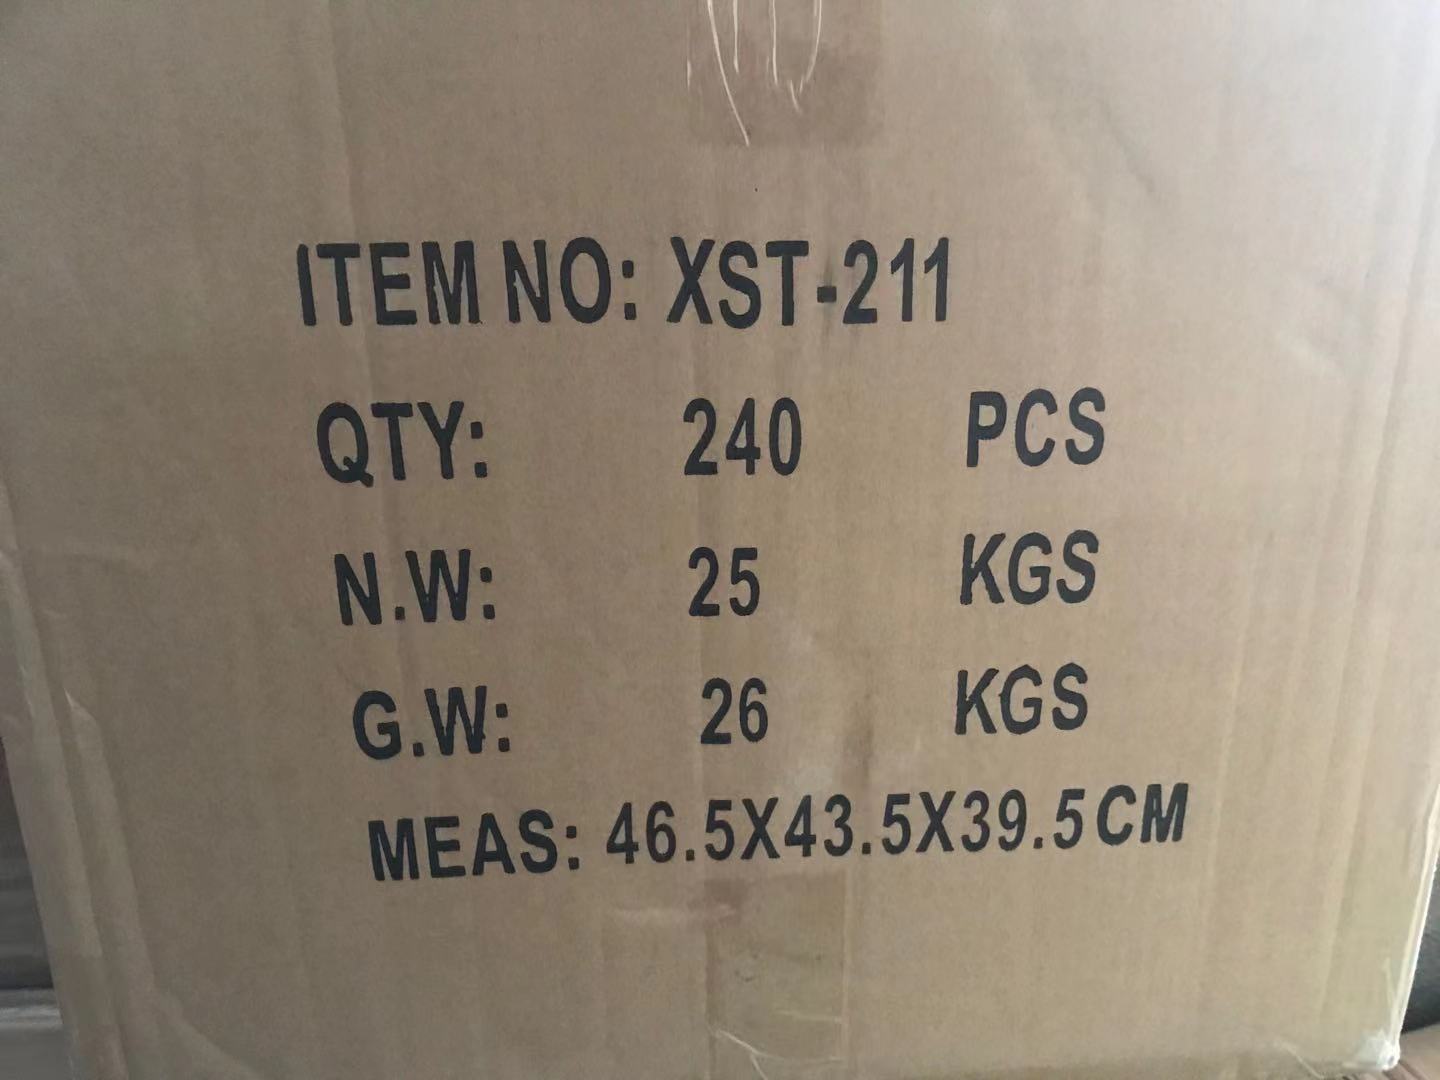 ITEM NO: XST-211
QTY: 240 PCS
N.W: 25 KGS
G.W: 26 KGS
MEAS: 46.5X43.5X39.5CM